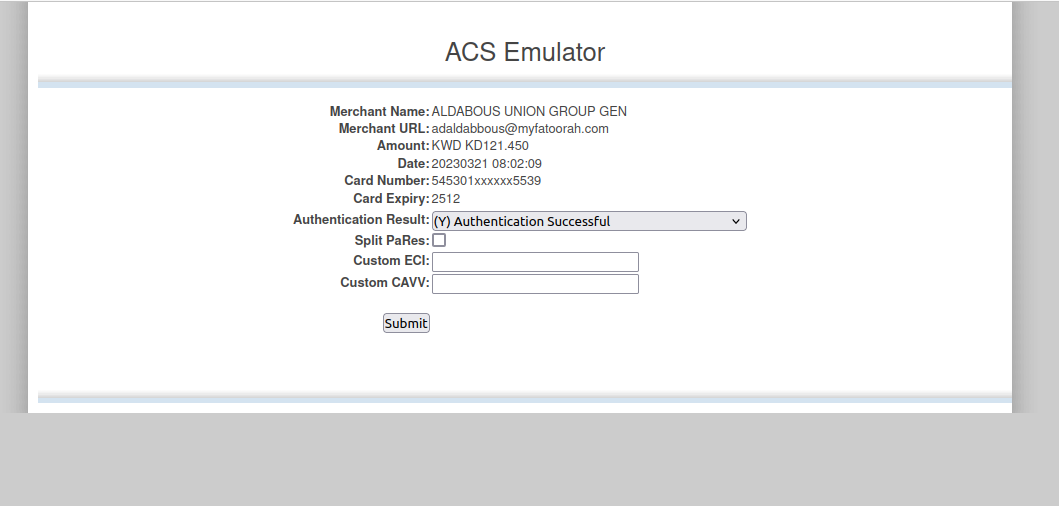 ACS Emulator
Merchant Name: ALDABOUS UNION GROUP GEN
Merchant URL: adaldabbous@myfatoorah.com
Amount: KWD KD121.450
Date: 20230321 08:02:09
Card Number: 545301xxxxxx5539
Card Expiry: 2512
Authentication Result: (Y) Authentication Successful
Split PaRes:
Custom ECI:
Custom CAVV:
Submit